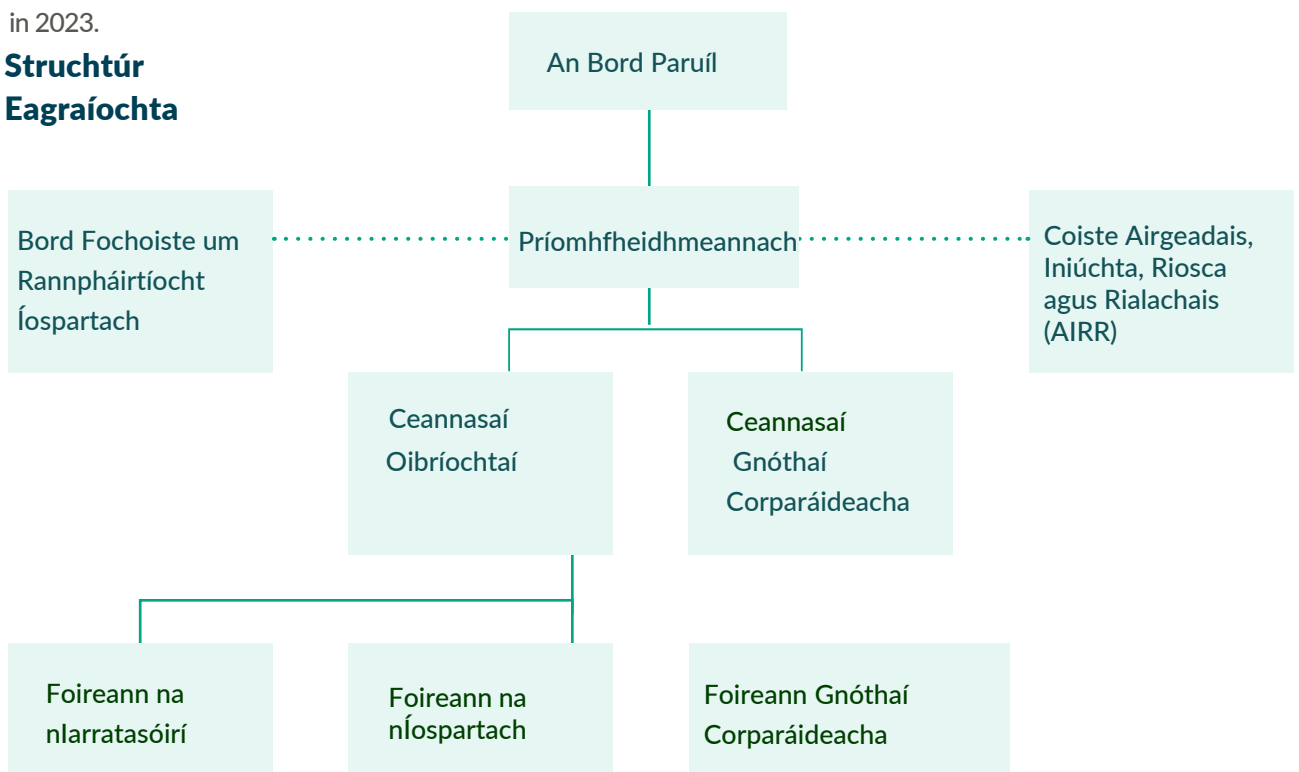 in 2023.
Struchtúr
Eagraíochta
An Bord Paruíl
Bord Fochoiste um
Rannpháirtíocht
Íospartach
Príomhfheidhmeannach
Coiste Airgeadais,
Iniúchta, Riosca
agus Rialachais
(AIRR)
Ceannasaí
Oibríochtaí
Ceannasaí
Gnóthaí
Corparáideacha
Foireann na
nIarratasóirí
Foireann na
nÍospartach
Foireann Gnóthaí
Corparáideacha